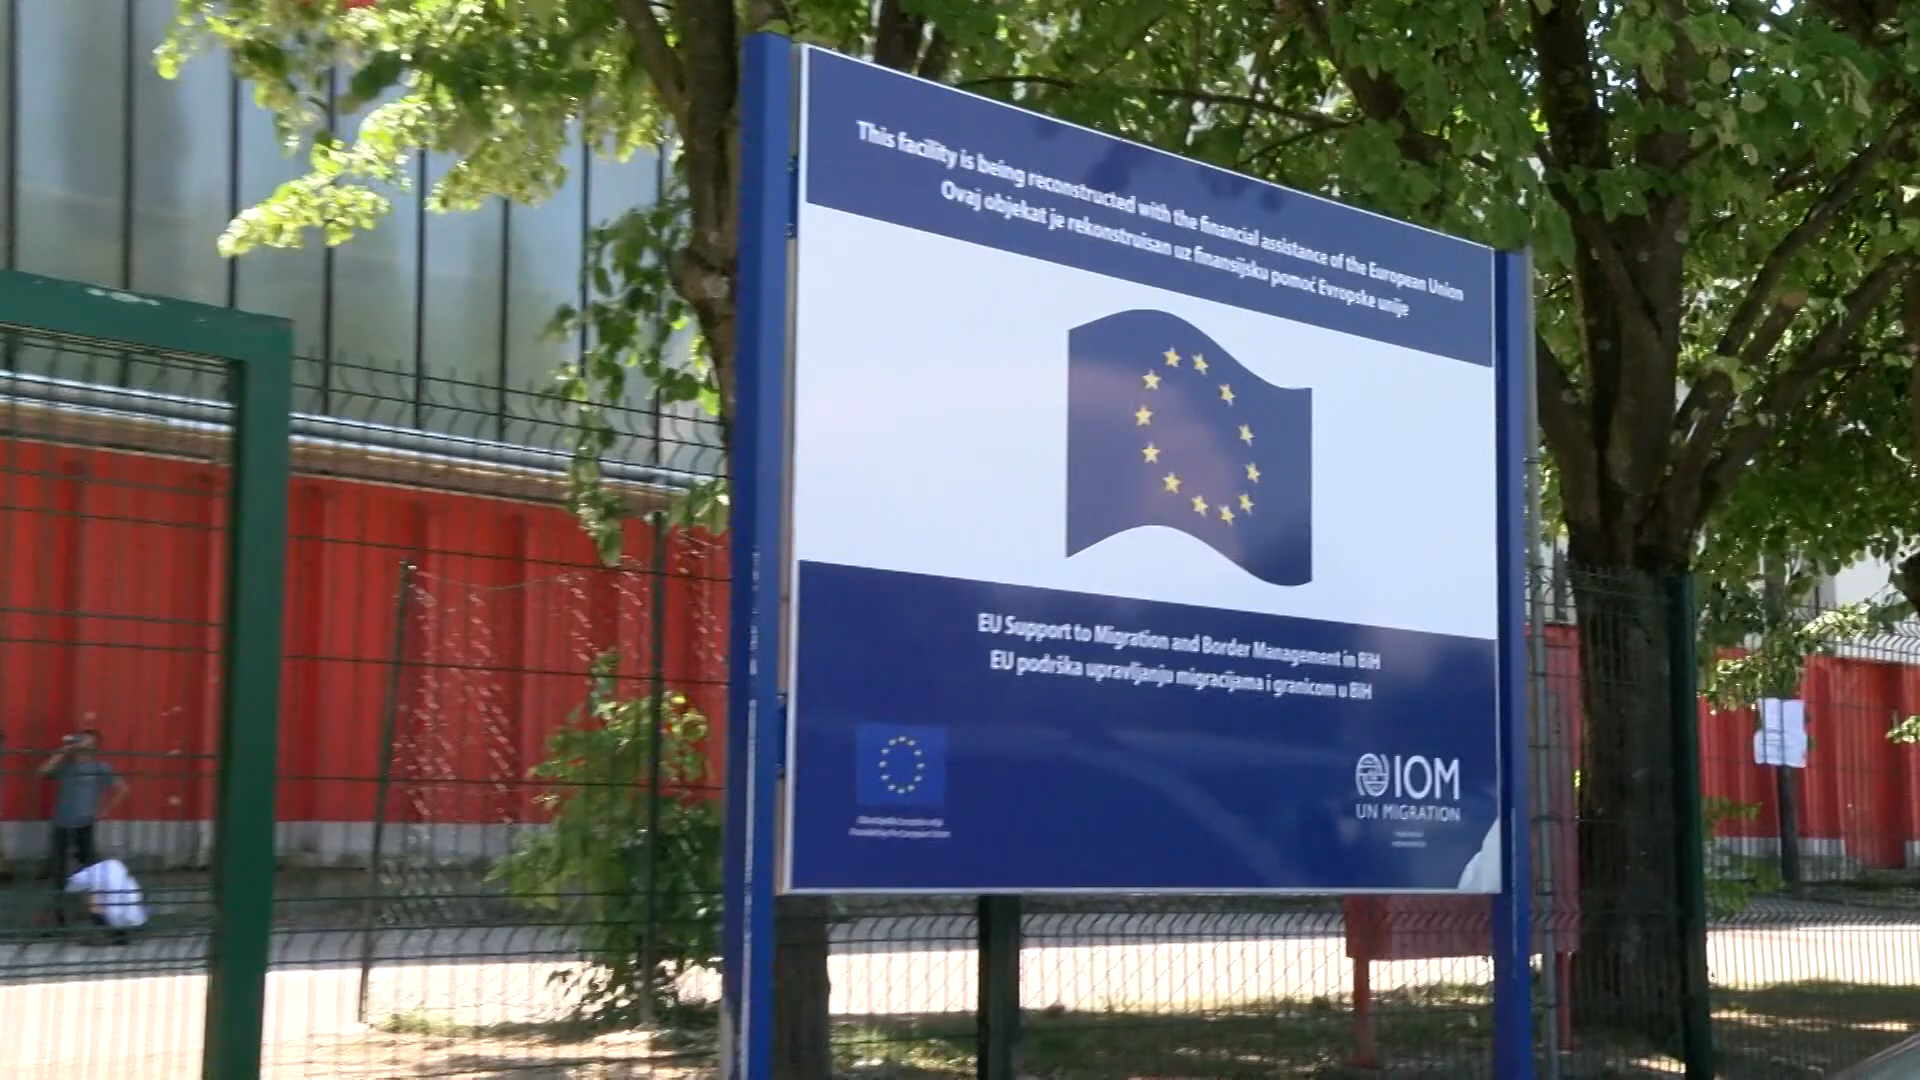 This facility is being reconstructed with the financial assistance of the European Union
Ovaj objekat je rekonstruisan uz finansijsku pomoć Evropske unije
EU Support to Migration and Border Management in BiH
EU podrška upravljanju migracijama i granicom u BiH
IOM
UN MIGRATION